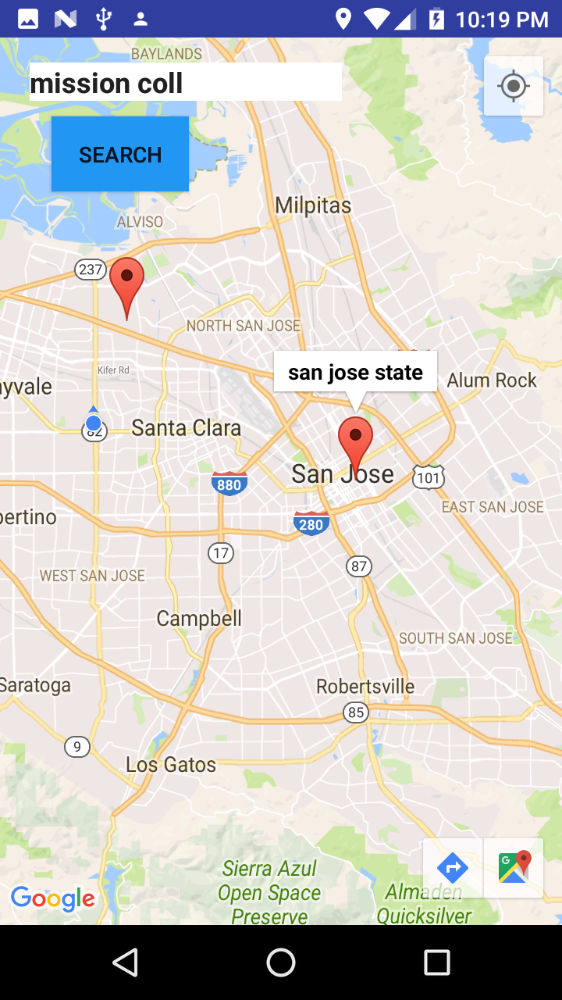 10:19 PM
BAYLANDS
mission coll
SEARCH
Milpitas
ALVISO
237
NORTH SAN JOSE
Kifer Rd
san jose state
Alum Rock
yvale
82
Santa Clara
San Jose
101
880
EAST SAN JOSE
pertino
280
17
87
WEST SAN JOSE
Campbell
SOUTH SAN JOSE
Saratoga
Robertsville
85
9
Los Gatos
Sierra Azul
Open Space
Preserve
G
Almaden
Quicksilver
Google